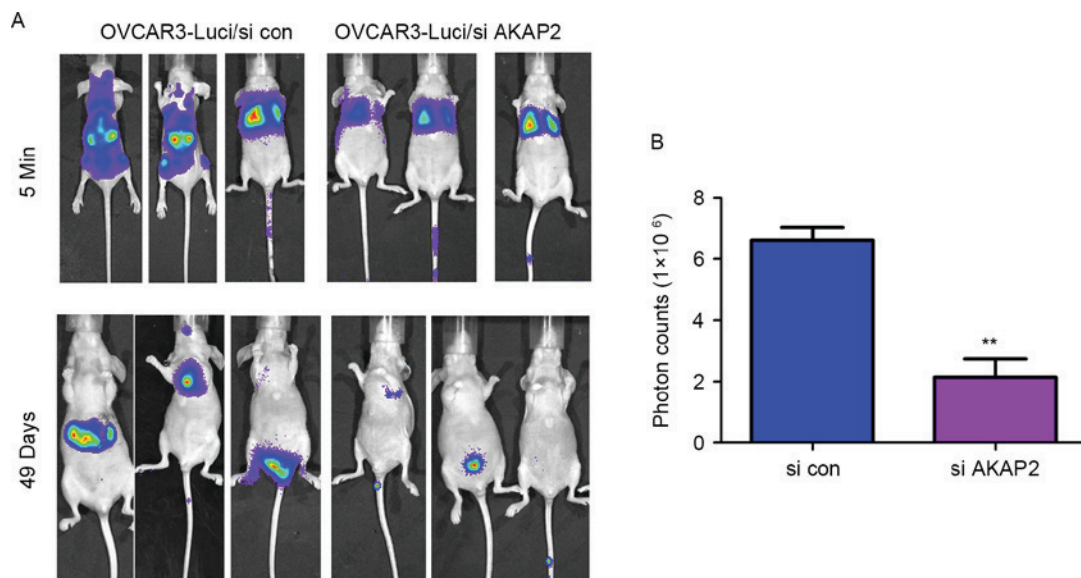 A
OVCAR3-Luci/si con
OVCAR3-Luci/si AKAP2
5 Min
49 Days
B
Photon counts (1×10 6)
8
6
4
2
0
**
si con
si AKAP2